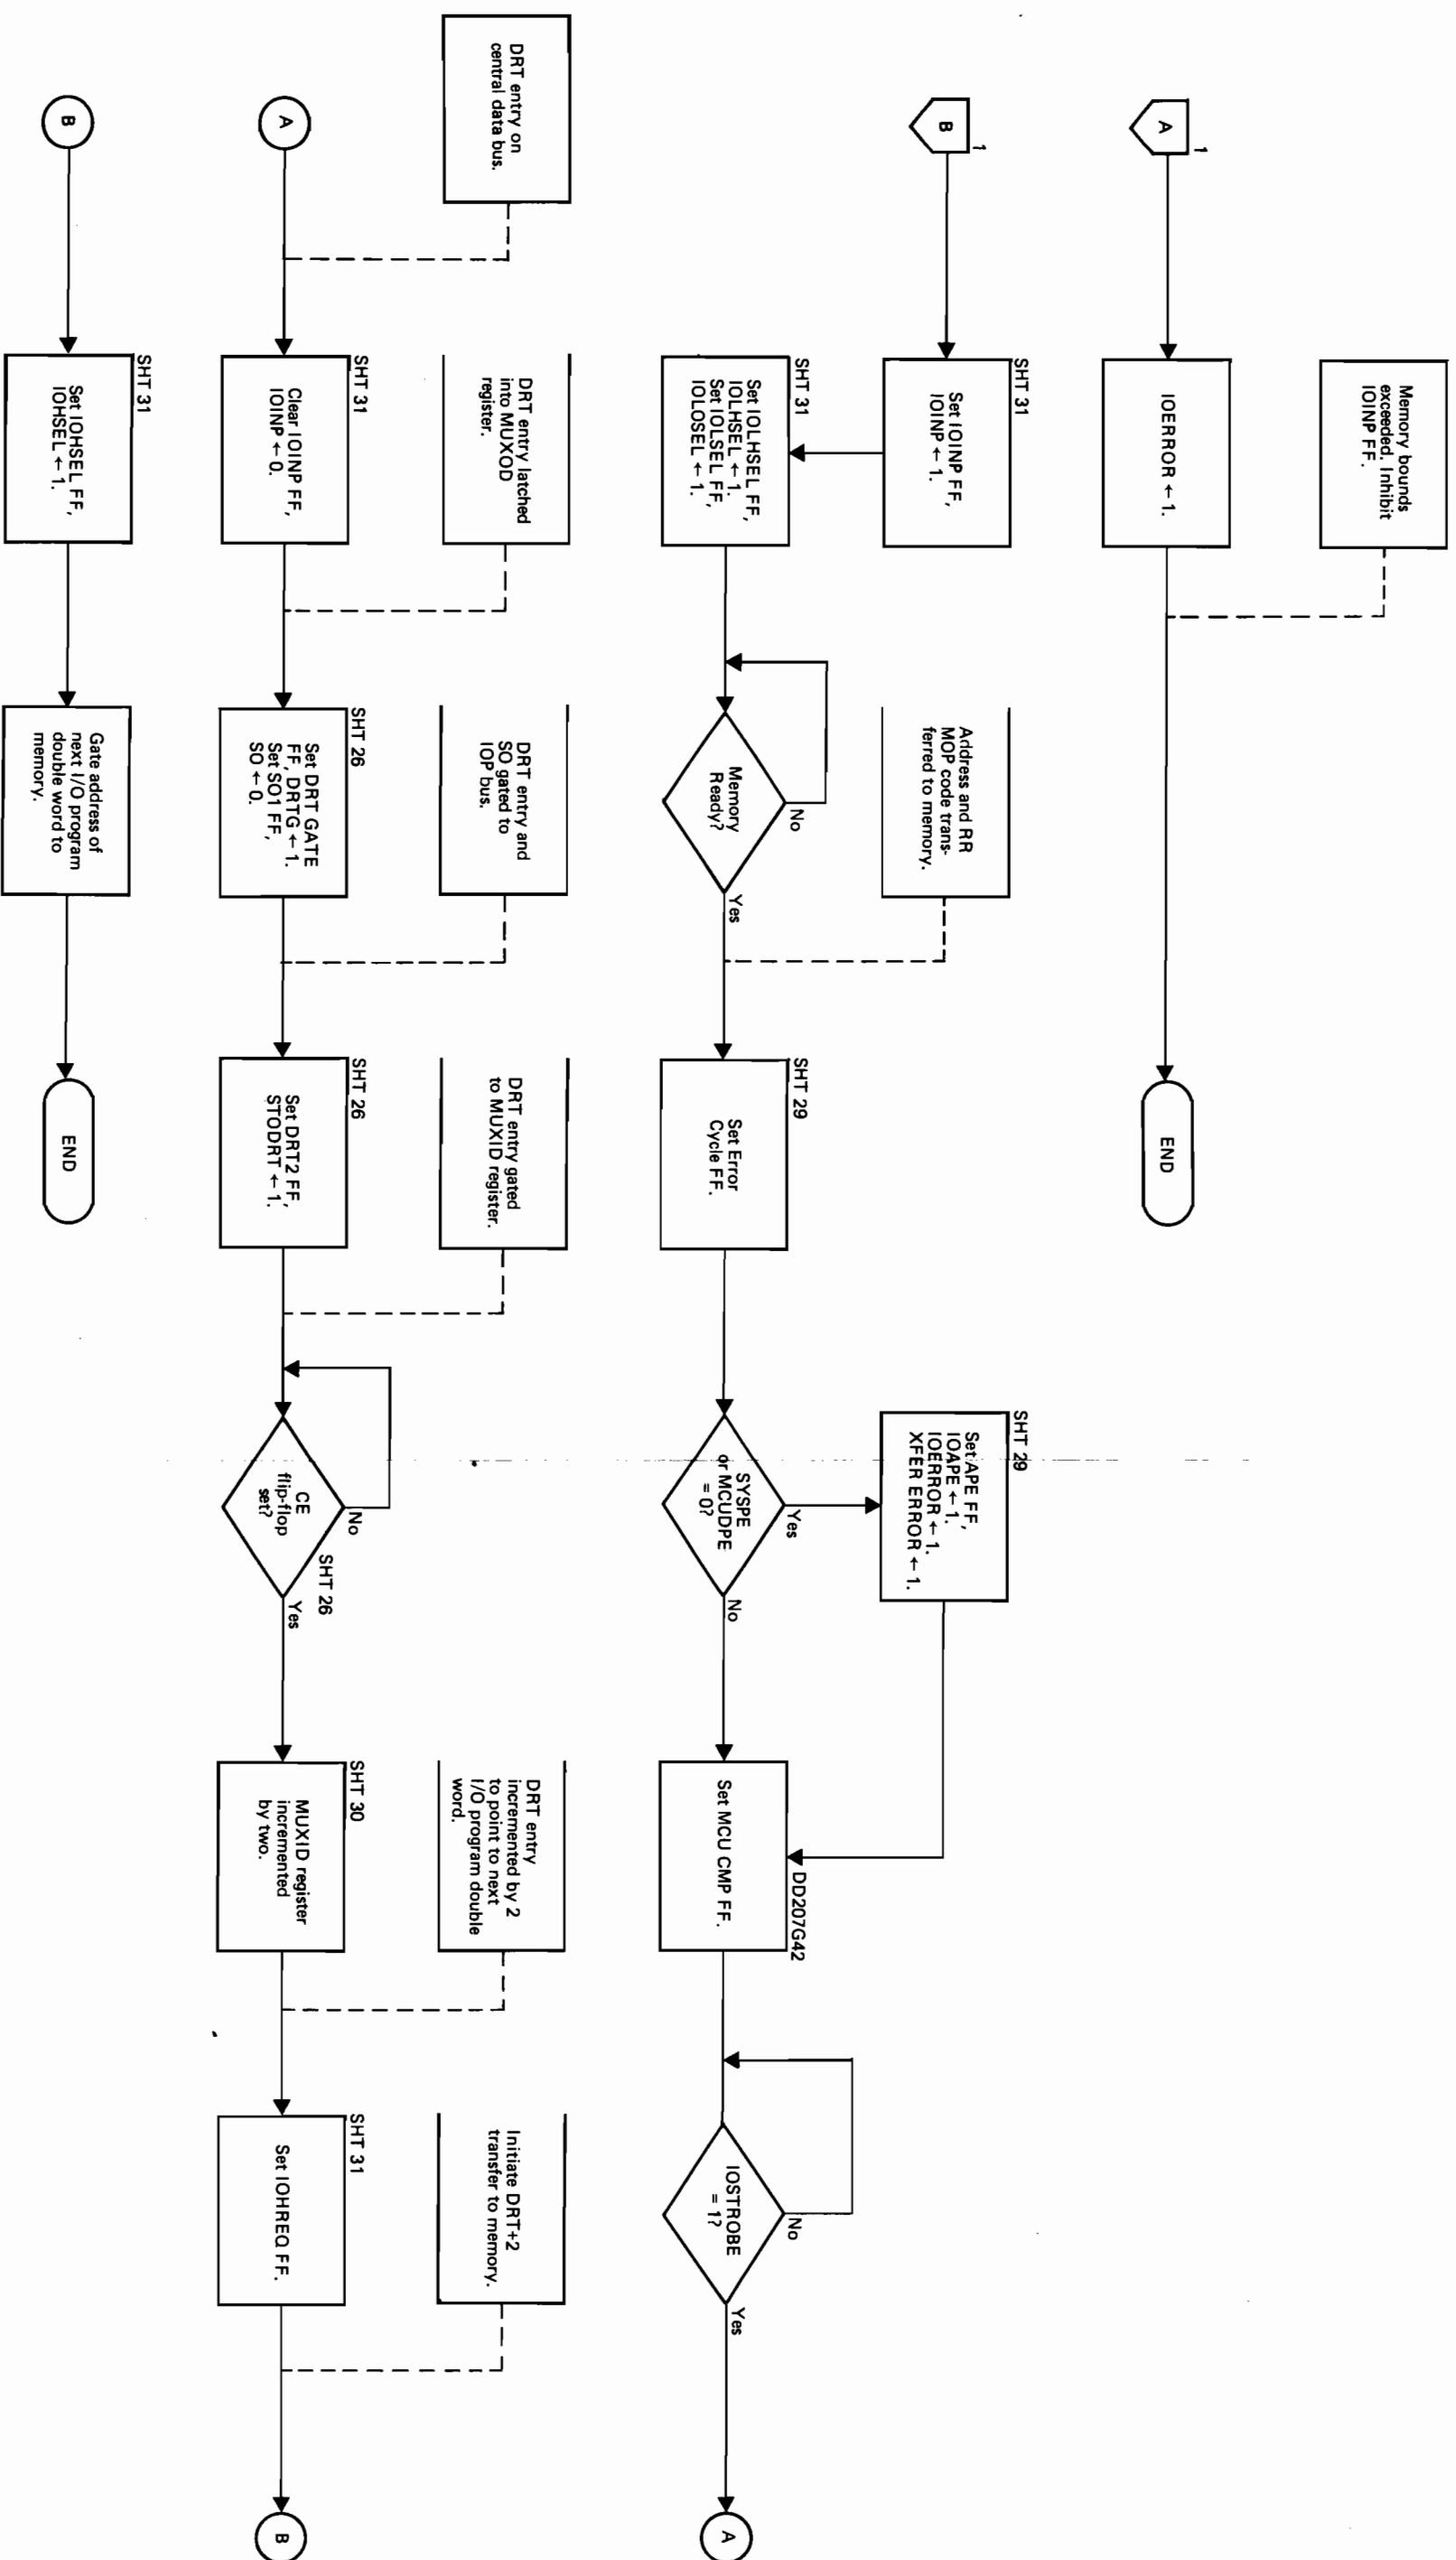 Memory bounds
exceeded. Inhibit
IOINP FF.
1
A
IOERROR ← 1.
END
1
B
SHT 31
Set IOINP FF,
IOINP ← 1.
Address and RR
MOP code trans-
ferred to memory.
SHT 29
Set APE FF,
IOAPE ← 1.
IOERROR ← 1.
XFER ERROR ← 1.
SHT 31
Set IOLHSEL FF,
IOLHSEL ← 1.
Set IOLSEL FF,
IOLOSEL ← 1.
Memory
Ready?
No
Yes
SHT 29
Set Error
Cycle FF.
SYSPE
or MCUDPE
= 0?
Yes
No
DD207G42
Set MCU CMP FF.
IOSTROBE
= 1?
No
Yes
A
DRT entry on
central data bus.
DRT entry latched
into MUXOD
register.
DRT entry and
SO gated to
IOP bus.
DRT entry gated
to MUXID register.
DRT entry
incremented by 2
to point to next
I/O program double
word.
Initiate DRT+2
transfer to memory.
A
SHT 31
Clear IOINP FF,
IOINP ← 0.
SHT 26
Set DRT GATE
FF, DRTG ← 1.
Set SO1 FF,
SO ← 0.
SHT 26
Set DRT2 FF,
STODRT ← 1.
CE
flip-flop
set?
No
SHT 26
Yes
SHT 30
MUXID register
incremented
by two.
SHT 31
Set IOHREQ FF.
B
B
SHT 31
Set IOHSEL FF,
IOHSEL ← 1.
Gate address of
next I/O program
double word to
memory.
END